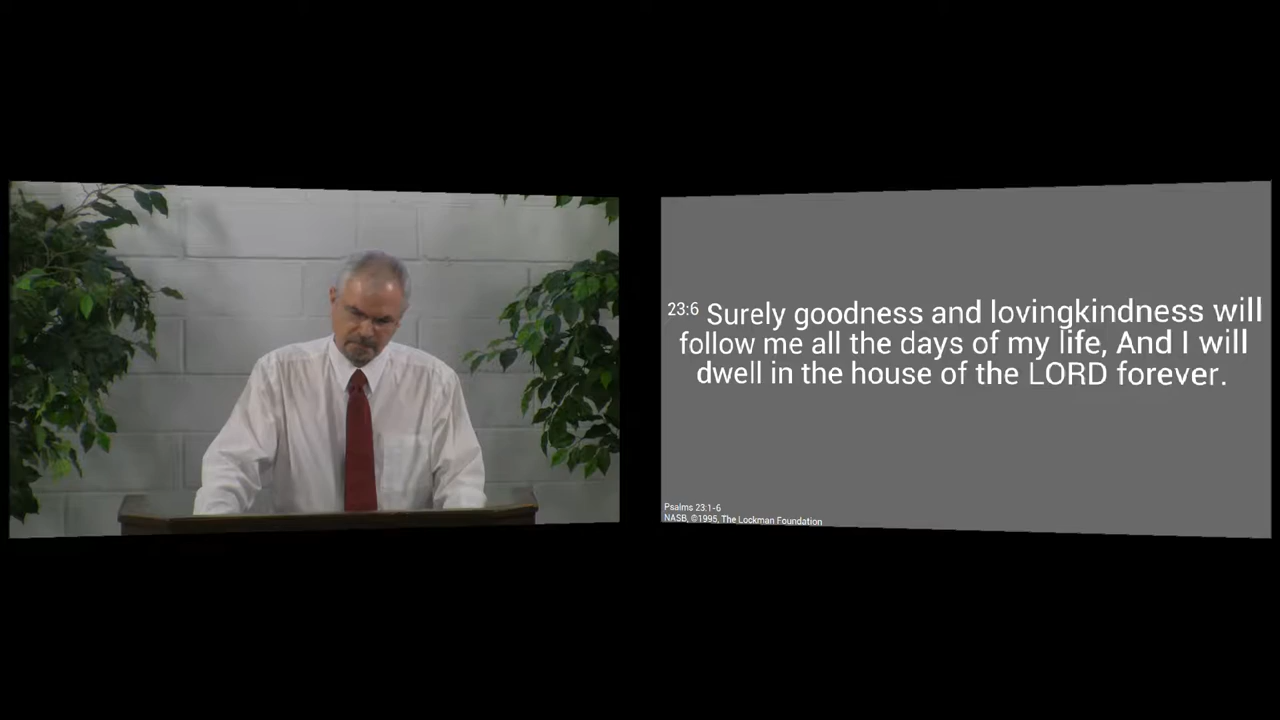 23:6 Surely goodness and lovingkindness will
follow me all the days of my life, And I will
dwell in the house of the LORD forever.
Psalms 23:1-6
NASB, ©1995, The Lockman Foundation